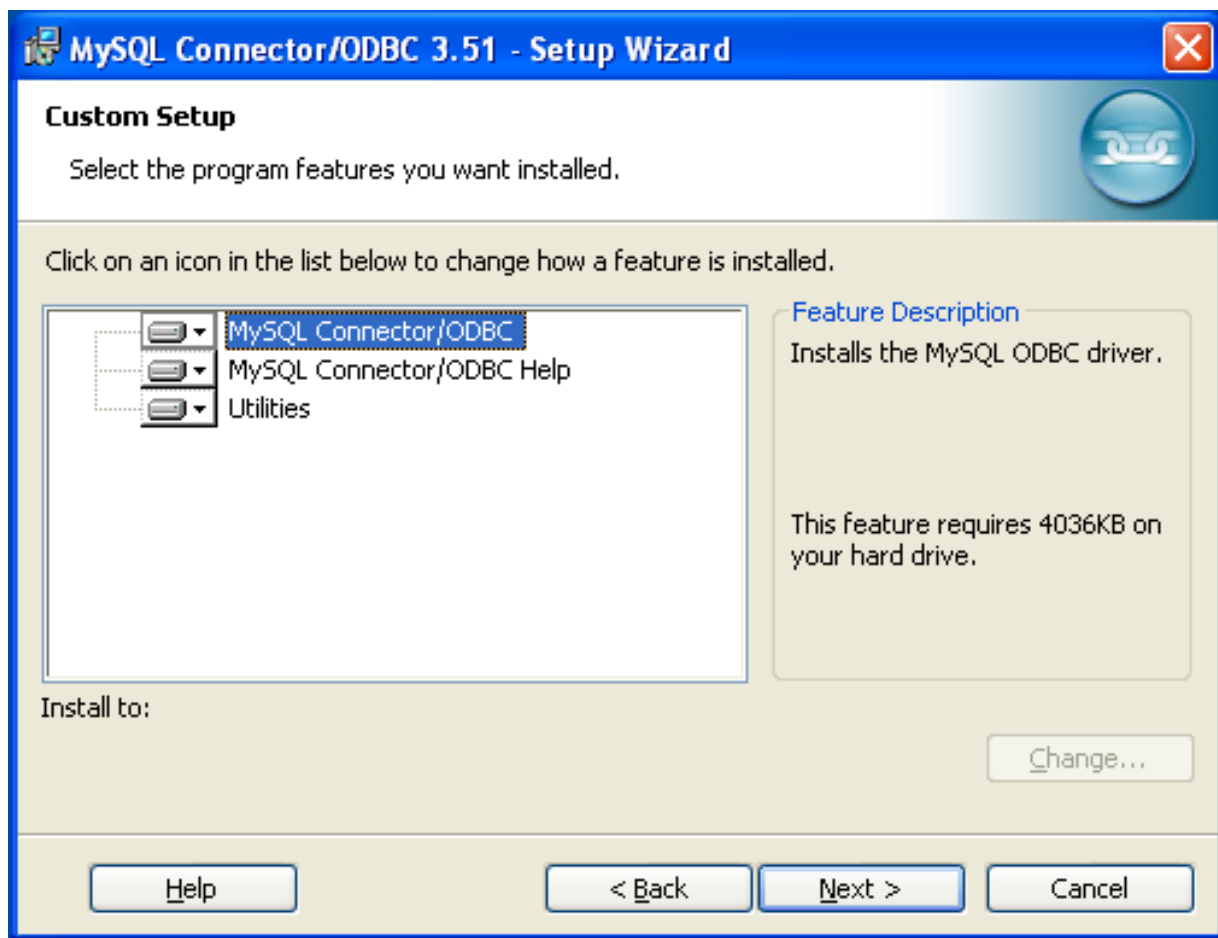 MySQL Connector/ODBC 3.51 - Setup Wizard
Custom Setup
Select the program features you want installed.
Click on an icon in the list below to change how a feature is installed.
MySQL Connector/ODBC
MySQL Connector/ODBC Help
Utilities
Feature Description
Installs the MySQL ODBC driver.
This feature requires 4036KB on
your hard drive.
Install to:
Change...
Help
< Back
Next >
Cancel